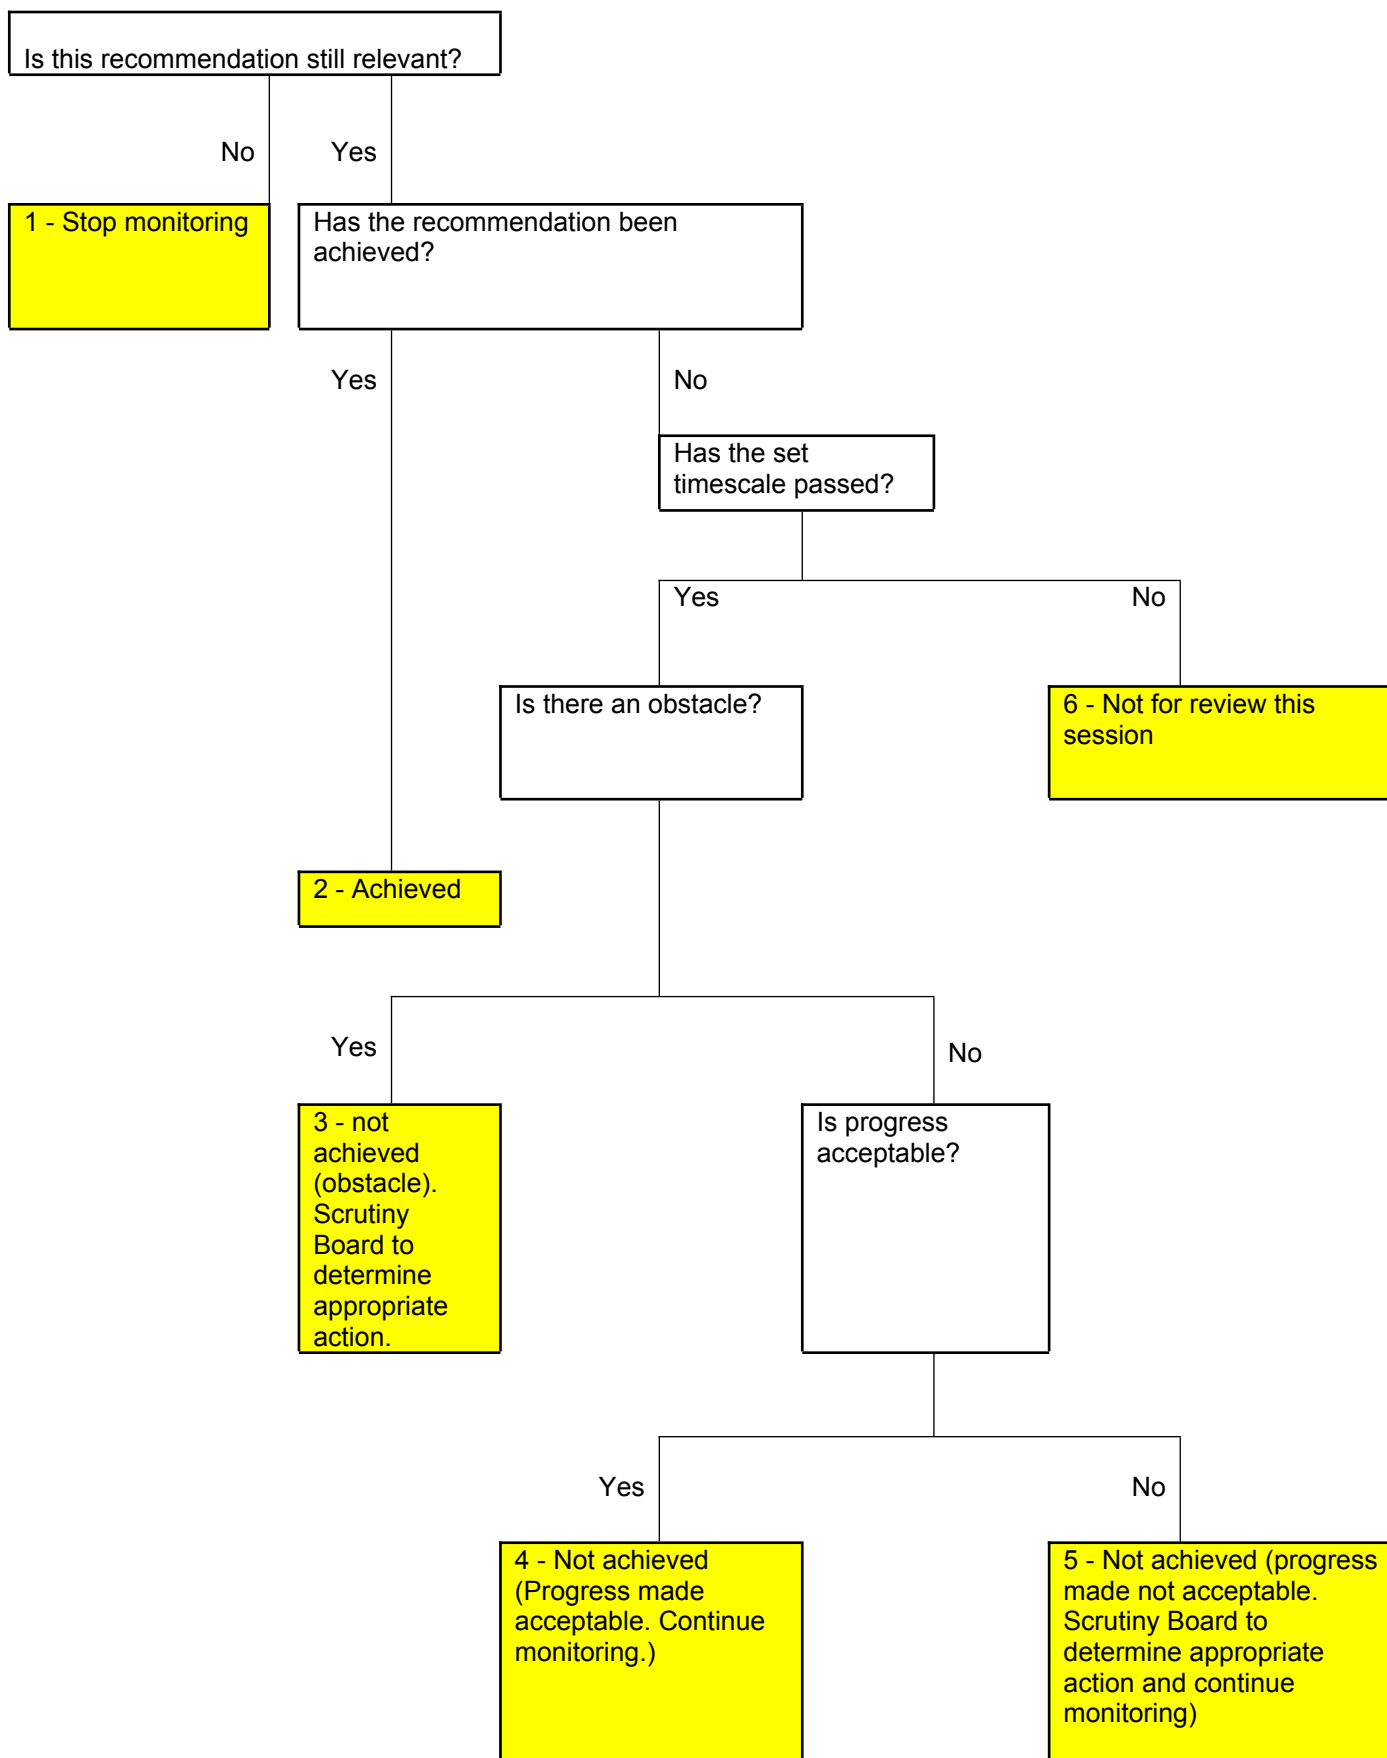 Is this recommendation still relevant?
No
Yes
1 - Stop monitoring
Has the recommendation been
achieved?
Yes
No
Has the set
timescale passed?
Yes
No
Is there an obstacle?
6 - Not for review this
session
2 - Achieved
Yes
No
3 - not
achieved
(obstacle).
Scrutiny
Board to
determine
appropriate
action.
Is progress
acceptable?
Yes
No
4 - Not achieved
(Progress made
acceptable. Continue
monitoring.)
5 - Not achieved (progress
made not acceptable.
Scrutiny Board to
determine appropriate
action and continue
monitoring)